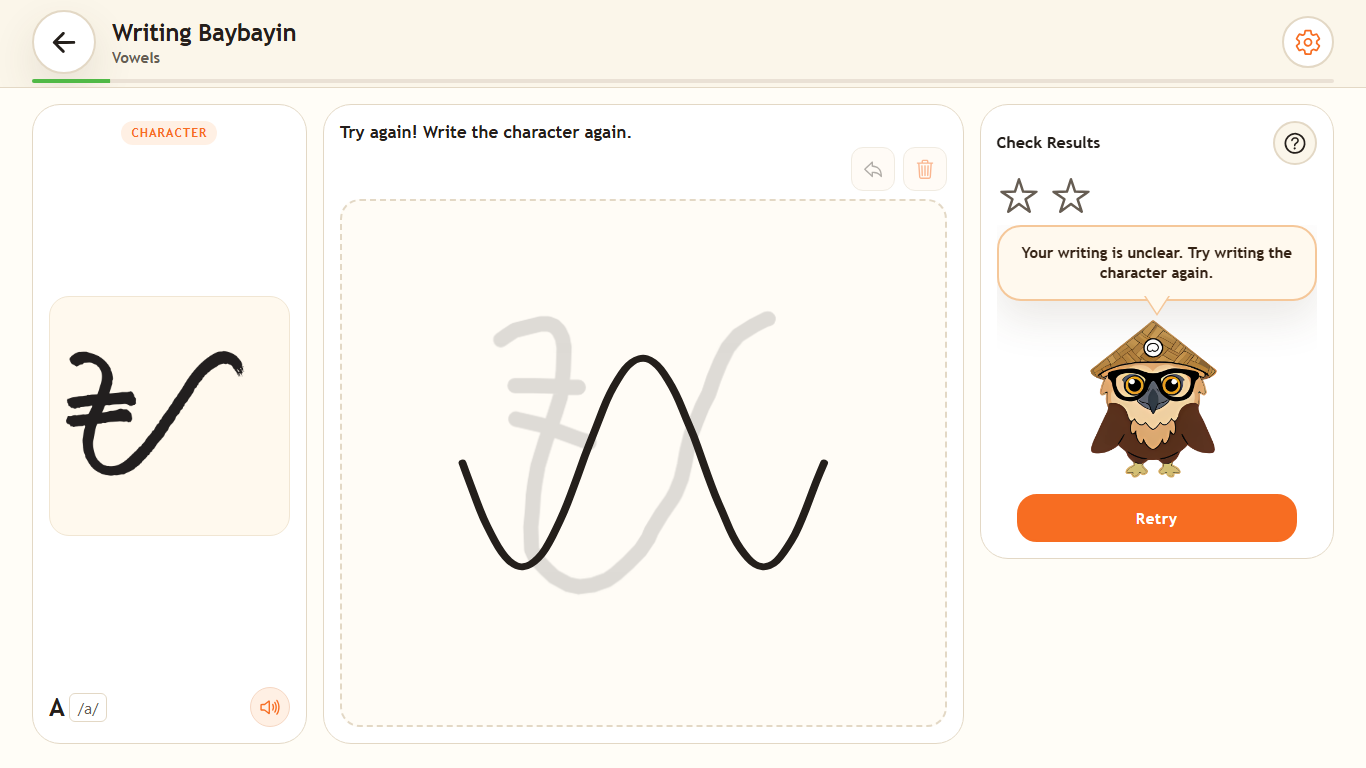 Writing Baybayin
Vowels
CHARACTER
ᜀ
A /a/
Try again! Write the character again.
Check Results
Your writing is unclear. Try writing the
character again.
Retry